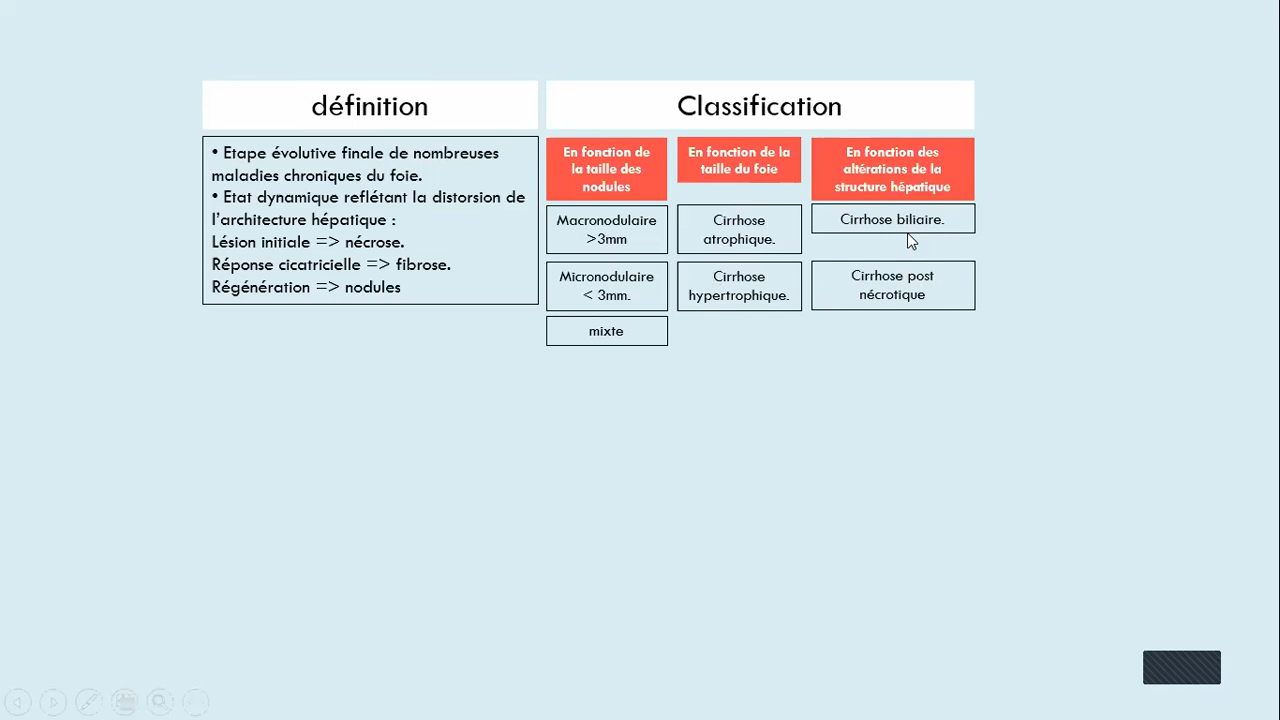 définition
• Etape évolutive finale de nombreuses
maladies chroniques du foie.
• Etat dynamique reflétant la distorsion de
l'architecture hépatique :
Lésion initiale => nécrose.
Réponse cicatricielle => fibrose.
Régénération => nodules
Classification
En fonction de
la taille des
nodules
Macronodulaire
>3mm
Micronodulaire
< 3mm.
mixte
En fonction de la
taille du foie
Cirrhose
atrophique.
Cirrhose
hypertrophique.
En fonction des
altérations de la
structure hépatique
Cirrhose biliaire.
Cirrhose post
nécrotique